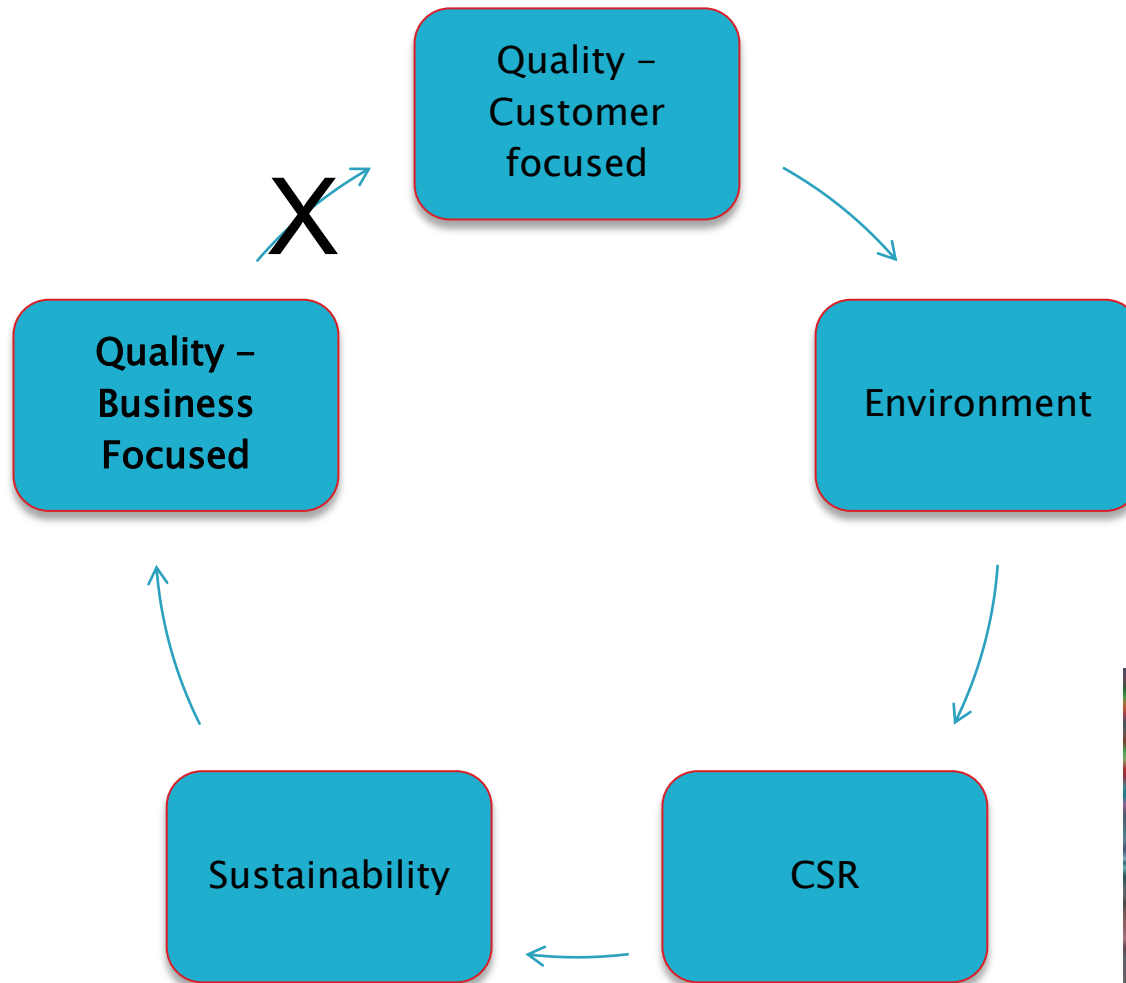 Quality –
Customer
focused
X
Quality –
Business
Focused
Environment
Sustainability
CSR